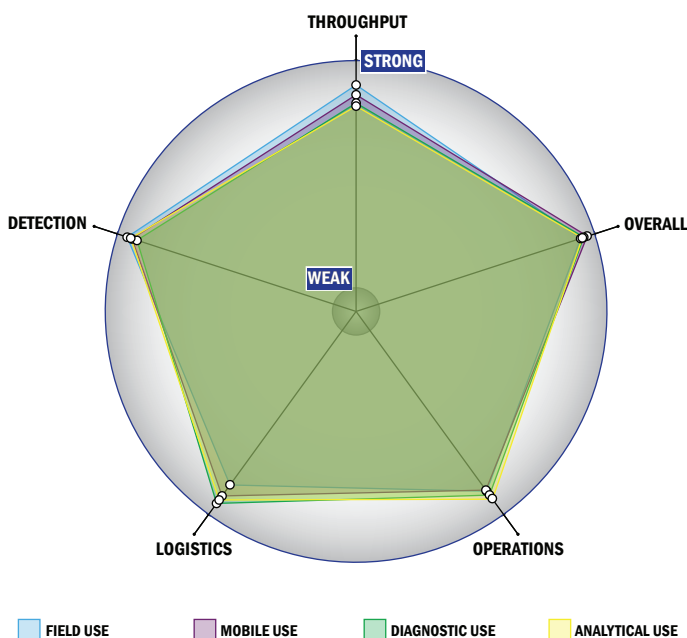 THROUGHPUT
STRONG
DETECTION
OVERALL
WEAK
LOGISTICS
OPERATIONS
FIELD USE
MOBILE USE
DIAGNOSTIC USE
ANALYTICAL USE